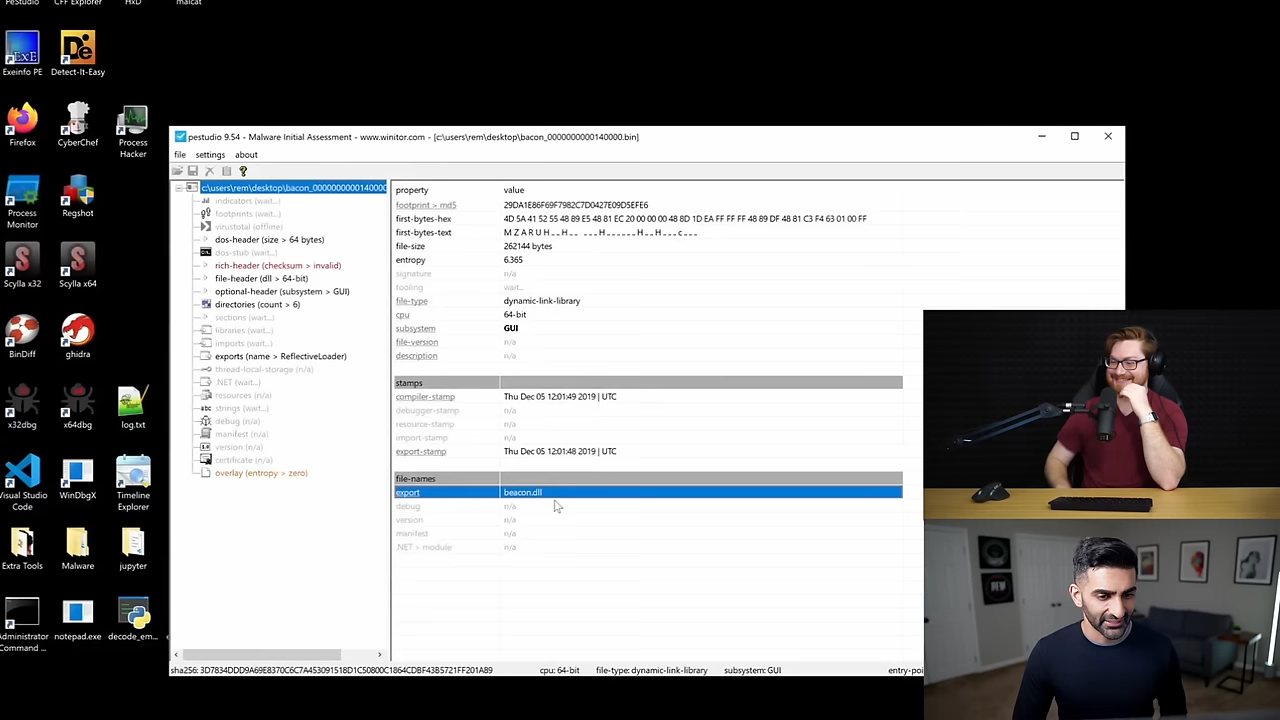 PeStudio CFF Explorer HxD malcat
Exeinfo PE Detect-It-Easy
Firefox CyberChef Process Hacker
Process Monitor Regshot
Scylla x32 Scylla x64
BinDiff ghidra
x32dbg x64dbg log.txt
Visual Studio Code WinDbgX Timeline Explorer
Extra Tools Malware jupyter
Administrator Command ... notepad.exe decode_em...
pestudio 9.54 - Malware Initial Assessment - www.winitor.com - [c:\users\rem\desktop\bacon_0000000000140000.bin]
file settings about
c:\users\rem\desktop\bacon_0000000000140000
indicators (wait...)
footprints (wait...)
virustotal (offline)
dos-header (size > 64 bytes)
dos-stub (wait...)
rich-header (checksum > invalid)
file-header (dll > 64-bit)
optional-header (subsystem > GUI)
directories (count > 6)
sections (wait...)
libraries (wait...)
imports (wait...)
exports (name > ReflectiveLoader)
thread-local-storage (n/a)
.NET (wait...)
resources (n/a)
strings (wait...)
debug (n/a)
manifest (n/a)
version (n/a)
certificate (n/a)
overlay (entropy > zero)
property value
footprint > md5 29DA1E86F69F7982C7D0427E09D5EFE6
first-bytes-hex 4D 5A 41 52 55 48 89 E5 48 81 EC 20 00 00 00 48 8D 1D EA FF FF FF 48 89 DF 48 81 C3 F4 63 01 00 FF
first-bytes-text M Z A R U H . . H . . . . . H . . . . . . H . . H . . . c . . .
file-size 262144 bytes
entropy 6.365
signature n/a
tooling wait...
file-type dynamic-link-library
cpu 64-bit
subsystem GUI
file-version n/a
description n/a
stamps
compiler-stamp Thu Dec 05 12:01:49 2019 | UTC
debugger-stamp n/a
resource-stamp n/a
import-stamp n/a
export-stamp Thu Dec 05 12:01:48 2019 | UTC
file-names
export beacon.dll
debug n/a
version n/a
manifest n/a
.NET > module n/a
sha256: 3D7834DDD9A69E8370C6C7A453091518D1C50800C1864CDBF43B5721FF201A89 cpu: 64-bit file-type: dynamic-link-library subsystem: GUI entry-poi